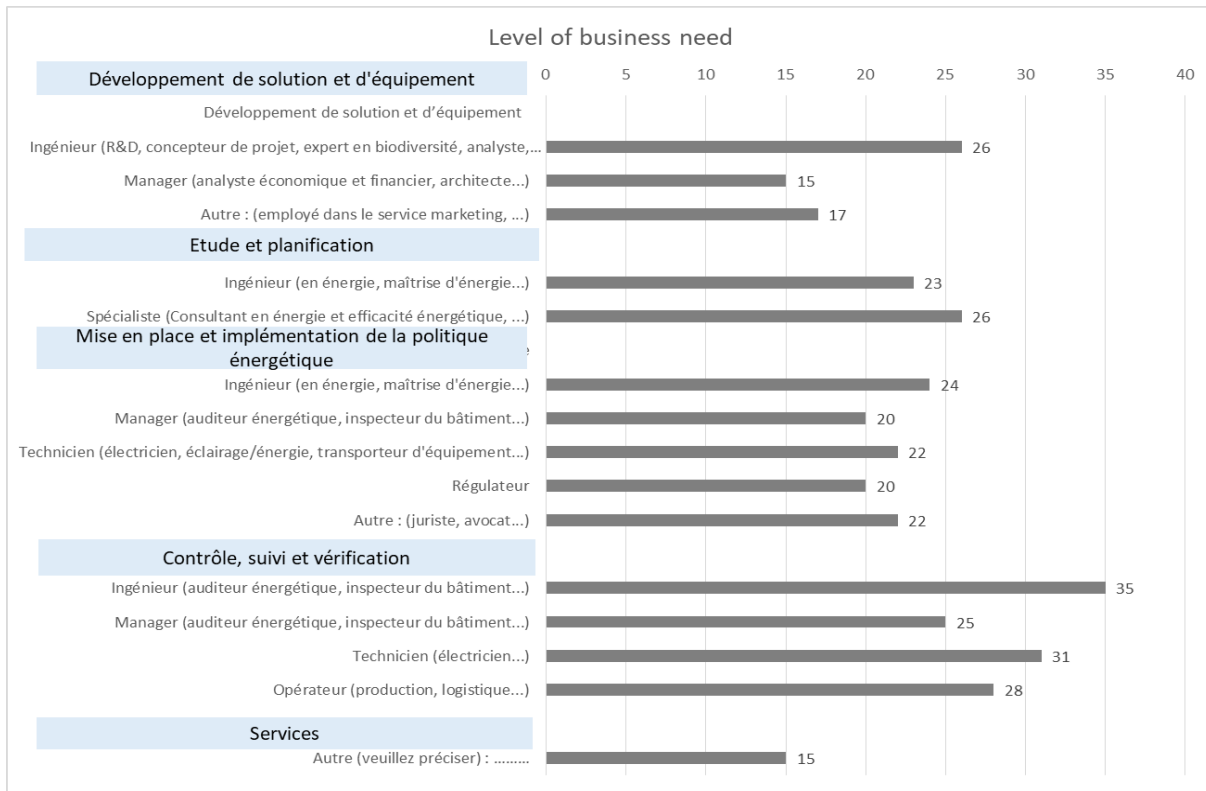 Level of business need
Développement de solution et d'équipement
0 5 10 15 20 25 30 35 40
Développement de solution et d’équipement
Ingénieur (R&D, concepteur de projet, expert en biodiversité, analyste,... 26
Manager (analyste économique et financier, architecte...) 15
Autre : (employé dans le service marketing, ...) 17
Etude et planification
Ingénieur (en énergie, maîtrise d'énergie...) 23
Spécialiste (Consultant en énergie et efficacité énergétique, ...) 26
Mise en place et implémentation de la politique
énergétique
Ingénieur (en énergie, maîtrise d'énergie...) 24
Manager (auditeur énergétique, inspecteur du bâtiment...) 20
Technicien (électricien, éclairage/énergie, transporteur d'équipement...) 22
Régulateur 20
Autre : (juriste, avocat...) 22
Contrôle, suivi et vérification
Ingénieur (auditeur énergétique, inspecteur du bâtiment...) 35
Manager (auditeur énergétique, inspecteur du bâtiment...) 25
Technicien (électricien...) 31
Opérateur (production, logistique...) 28
Services
Autre (veuillez préciser) : ......... 15